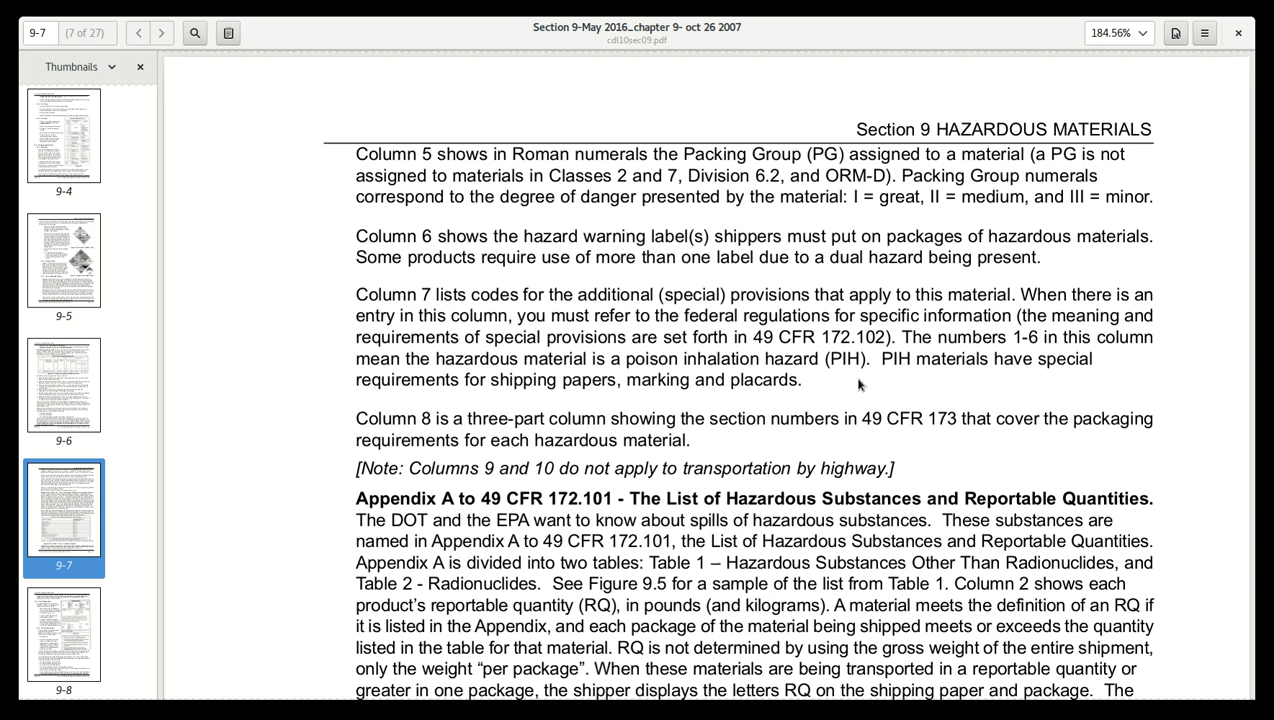 9-7 (7 of 27)
Section 9-May 2016_chapter 9- oct 26 2007
cdl10sec09.pdf
184.56%
Thumbnails
9-4
9-5
9-6
9-7
9-8
Section 9 HAZARDOUS MATERIALS
Column 5 shows in Roman numerals the Packing Group (PG) assigned to a material (a PG is not
assigned to materials in Classes 2 and 7, Division 6.2, and ORM-D). Packing Group numerals
correspond to the degree of danger presented by the material: I = great, II = medium, and III = minor.
Column 6 shows the hazard warning label(s) shippers must put on packages of hazardous materials.
Some products require use of more than one label due to a dual hazard being present.
Column 7 lists codes for the additional (special) provisions that apply to this material. When there is an
entry in this column, you must refer to the federal regulations for specific information (the meaning and
requirements of special provisions are set forth in 49 CFR 172.102). The numbers 1-6 in this column
mean the hazardous material is a poison inhalation hazard (PIH). PIH materials have special
requirements for shipping papers, marking and placards.
Column 8 is a three-part column showing the section numbers in 49 CFR 173 that cover the packaging
requirements for each hazardous material.
[Note: Columns 9 and 10 do not apply to transportation by highway.]
Appendix A to 49 CFR 172.101 - The List of Hazardous Substances and Reportable Quantities.
The DOT and the EPA want to know about spills of hazardous substances. These substances are
named in Appendix A to 49 CFR 172.101, the List of Hazardous Substances and Reportable Quantities.
Appendix A is divided into two tables: Table 1 – Hazardous Substances Other Than Radionuclides, and
Table 2 - Radionuclides. See Figure 9.5 for a sample of the list from Table 1. Column 2 shows each
product's reportable quantity (RQ), in pounds (and kilograms). A material meets the definition of an RQ if
it is listed in the Appendix, and each package of the material being shipped meets or exceeds the quantity
listed in the table for that material. RQ is not determined by using the gross weight of the entire shipment,
only the weight "per package". When these materials are being transported in a reportable quantity or
greater in one package, the shipper displays the letters RQ on the shipping paper and package. The